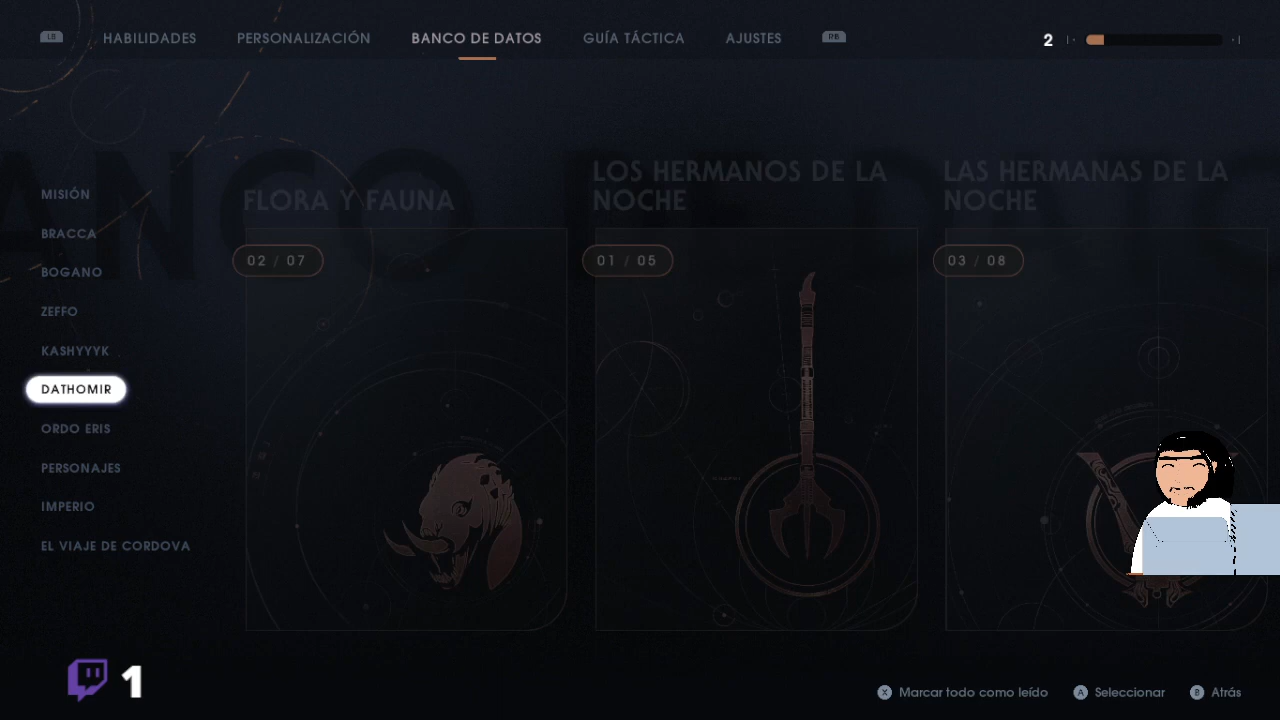 LB
HABILIDADES
PERSONALIZACIÓN
BANCO DE DATOS
GUÍA TÁCTICA
AJUSTES
RB
2
MISIÓN
BRACCA
BOGANO
ZEFFO
KASHYYYK
DATHOMIR
ORDO ERIS
PERSONAJES
IMPERIO
EL VIAJE DE CORDOVA
FLORA Y FAUNA
02 / 07
LOS HERMANOS DE LA
NOCHE
01 / 05
LAS HERMANAS DE LA
NOCHE
03 / 08
1
X Marcar todo como leído
A Seleccionar
B Atrás